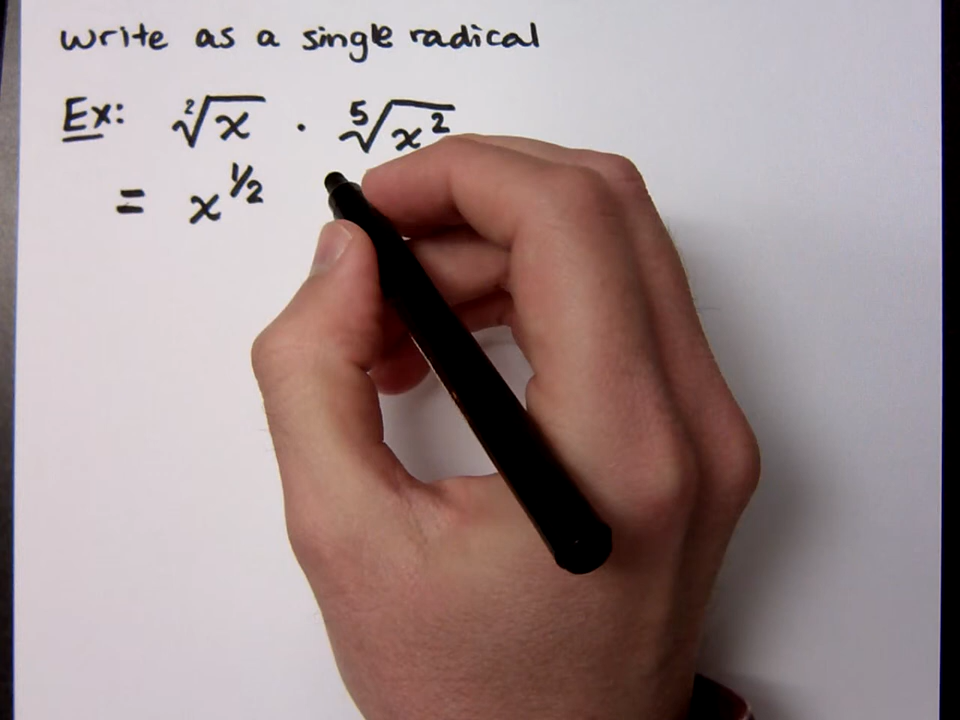 write as a single radical
Ex: ²√x · ⁵√x²
= x^1/2